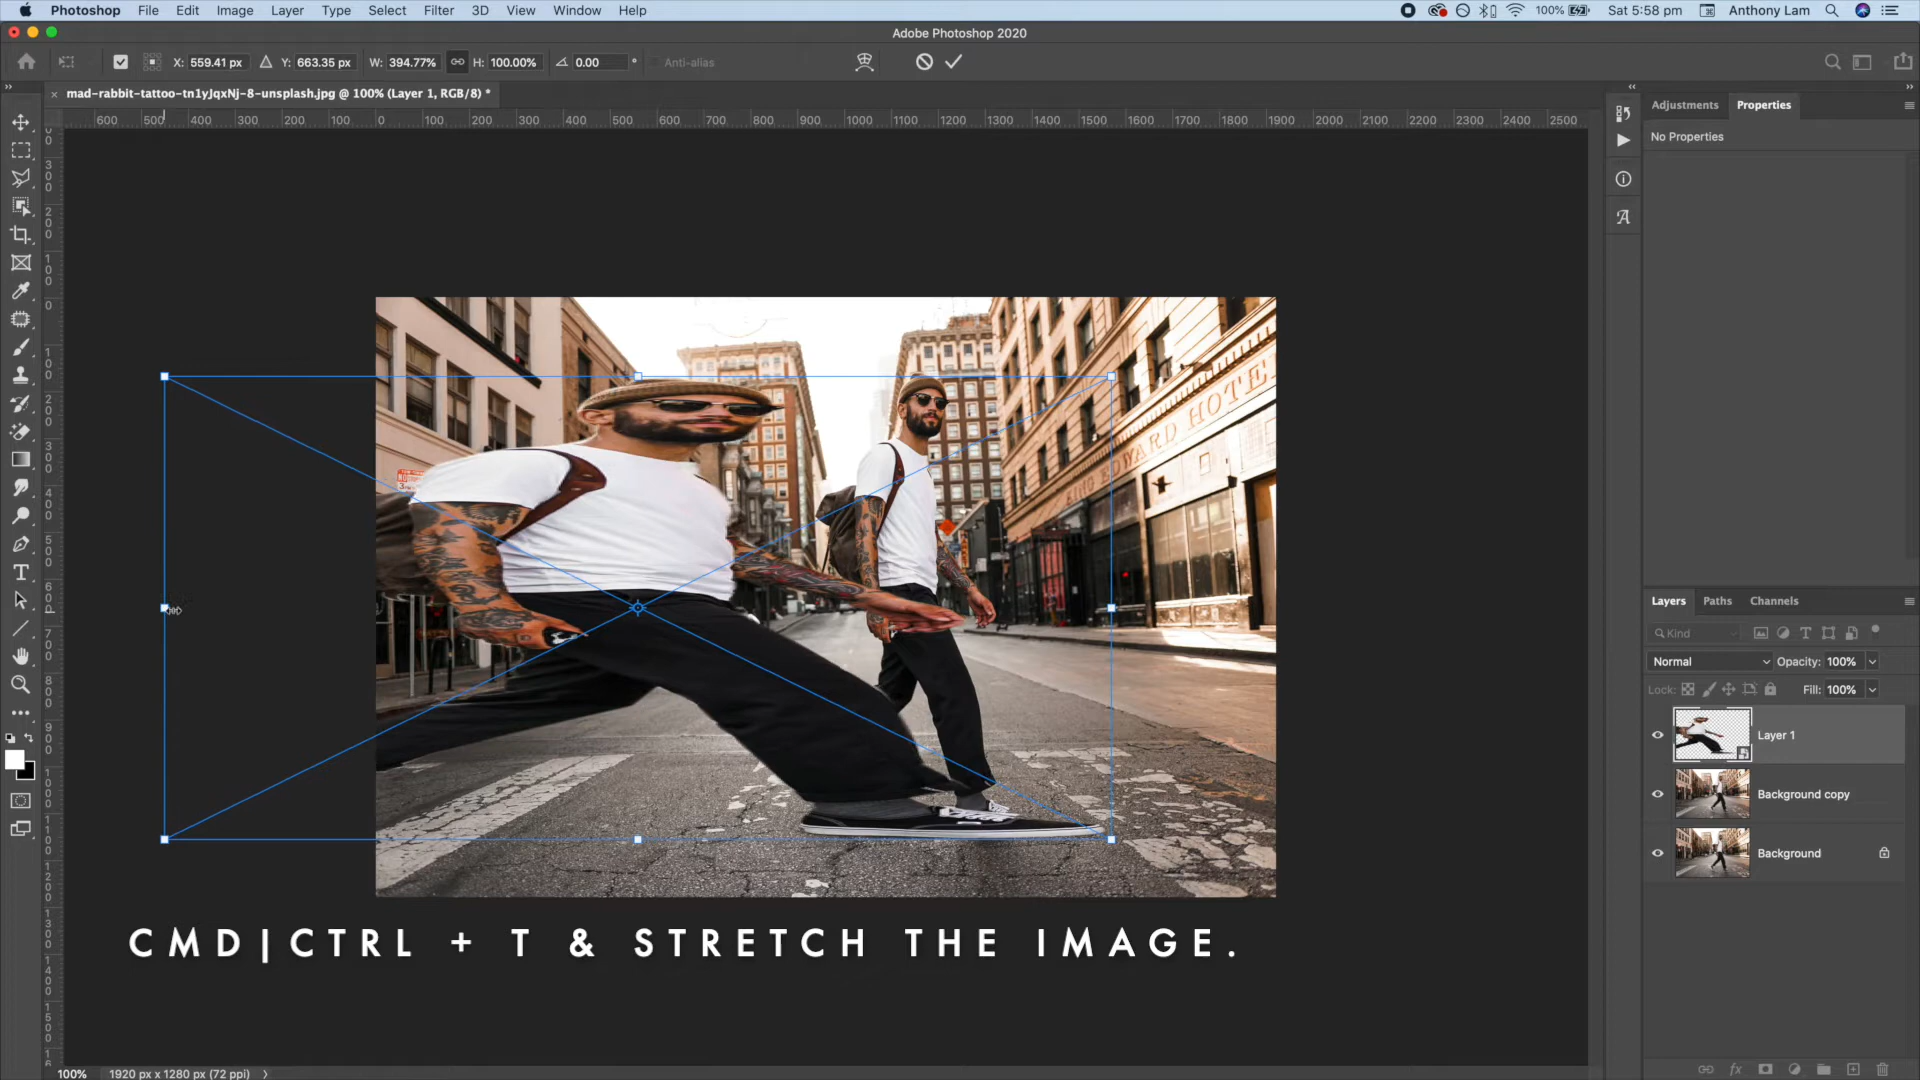 Photoshop File Edit Image Layer Type Select Filter 3D View Window Help 100% Sat 5:58 pm Anthony Lam
Adobe Photoshop 2020
X: 559.41 px Y: 663.35 px W: 394.77% H: 100.00% 0.00 ° Anti-alias
mad-rabbit-tattoo-tn1yJqxNj-8-unsplash.jpg @ 100% (Layer 1, RGB/8) *
Adjustments Properties
600 500 400 300 200 100 0 100 200 300 400 500 600 700 800 900 1000 1100 1200 1300 1400 1500 1600 1700 1800 1900 2000 2100 2200 2300 2400 2500
No Properties
EDWARD HOTE
Layers Paths Channels
Kind
Normal Opacity: 100%
Lock: Fill: 100%
Layer 1
Background copy
Background
CMD|CTRL + T & STRETCH THE IMAGE.
100% 1920 px x 1280 px (72 ppi)